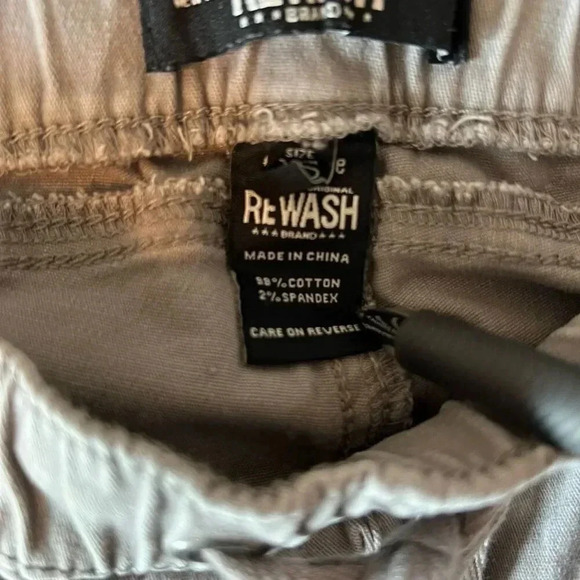 BRAND
SIZE
ORIGINAL
REWASH
★★★ BRAND ★★★
MADE IN CHINA
98%COTTON
2%SPANDEX
CARE ON REVERSE